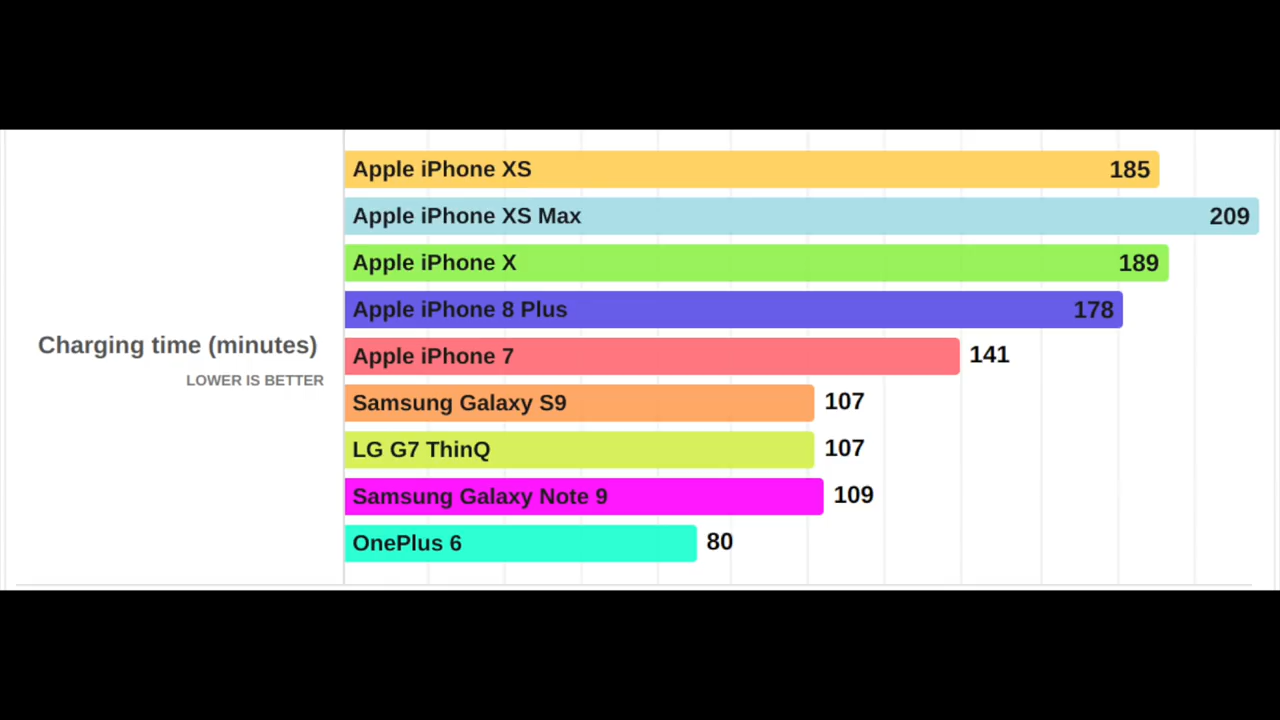 Apple iPhone XS 185
Apple iPhone XS Max 209
Apple iPhone X 189
Apple iPhone 8 Plus 178
Charging time (minutes)
LOWER IS BETTER
Apple iPhone 7 141
Samsung Galaxy S9 107
LG G7 ThinQ 107
Samsung Galaxy Note 9 109
OnePlus 6 80